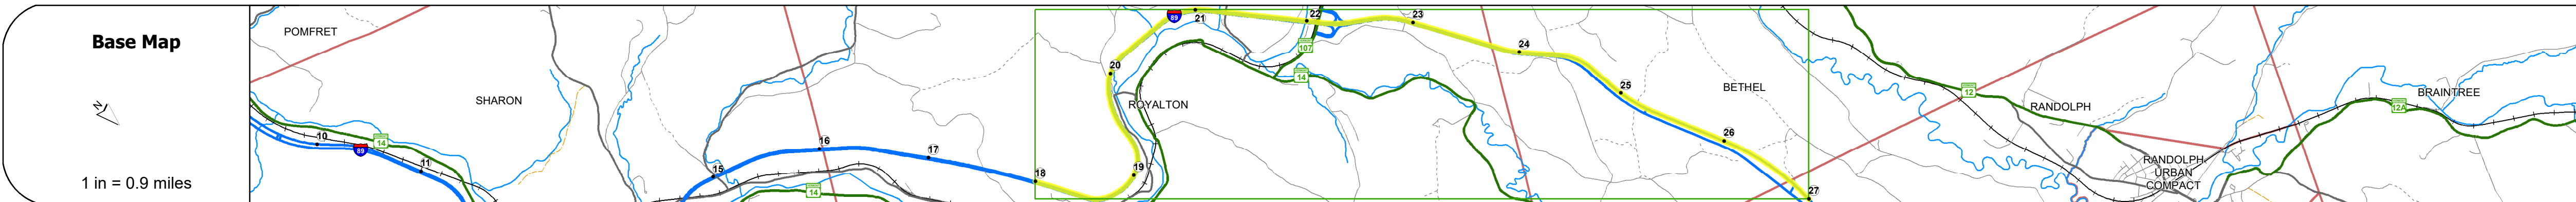 Base Map
N
1 in = 0.9 miles
POMFRET
SHARON
10
89
14
11
15
16
17
14
18
19
20
ROYALTON
89
21
22
107
14
23
24
25
BETHEL
26
27
12
RANDOLPH
RANDOLPH
URBAN
COMPACT
12A
BRAINTREE